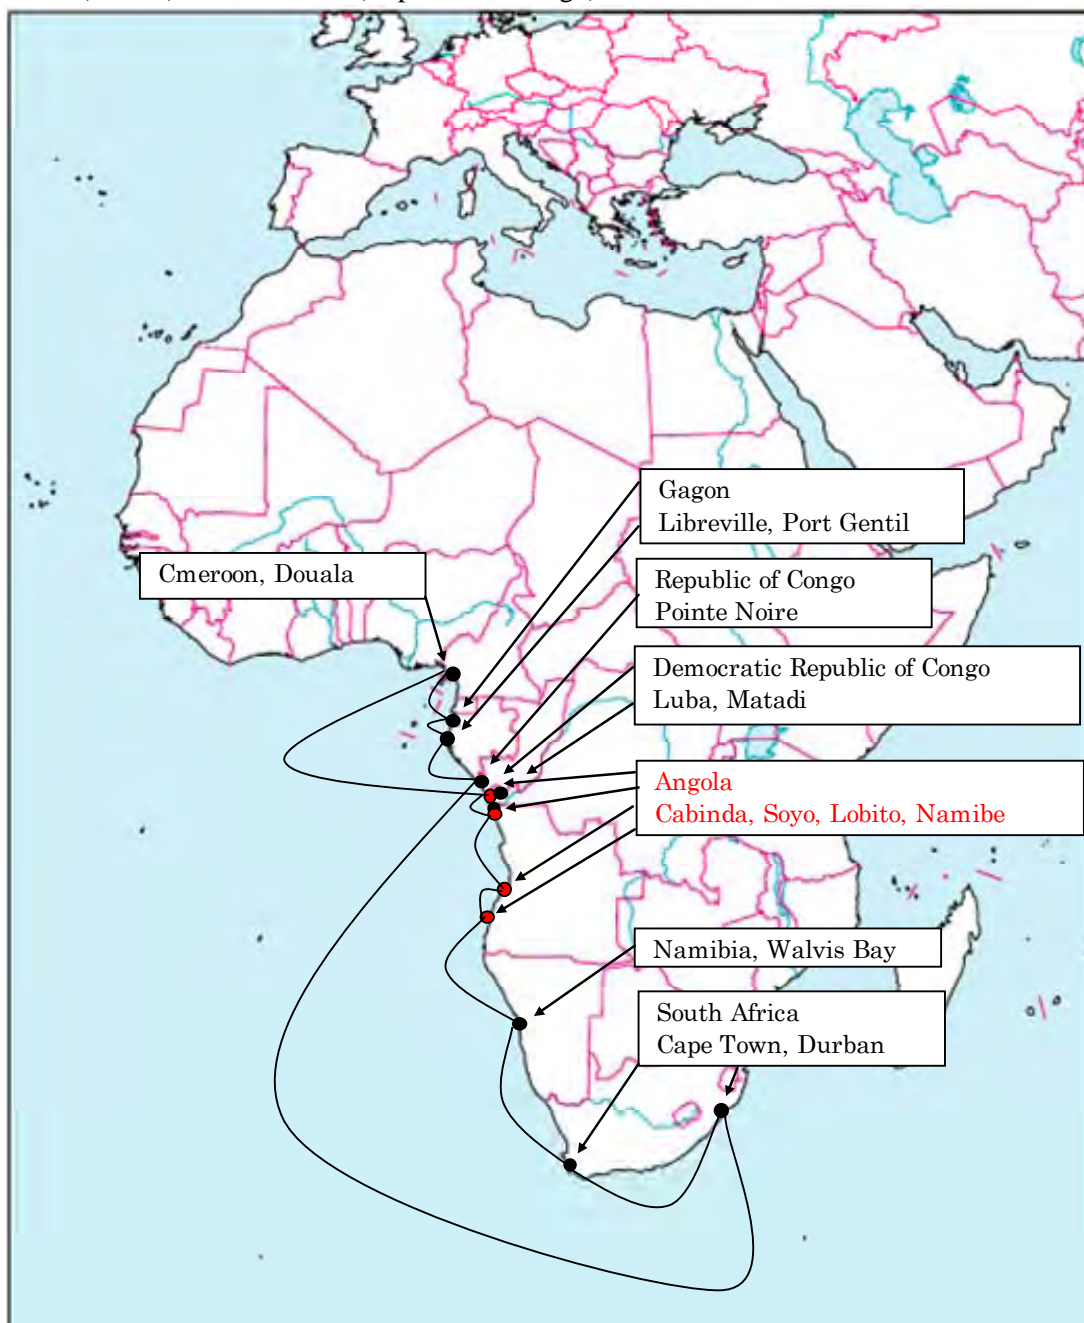 Gagon
Libreville, Port Gentil
Cmeroon, Douala
Republic of Congo
Pointe Noire
Democratic Republic of Congo
Luba, Matadi
Angola
Cabinda, Soyo, Lobito, Namibe
Namibia, Walvis Bay
South Africa
Cape Town, Durban